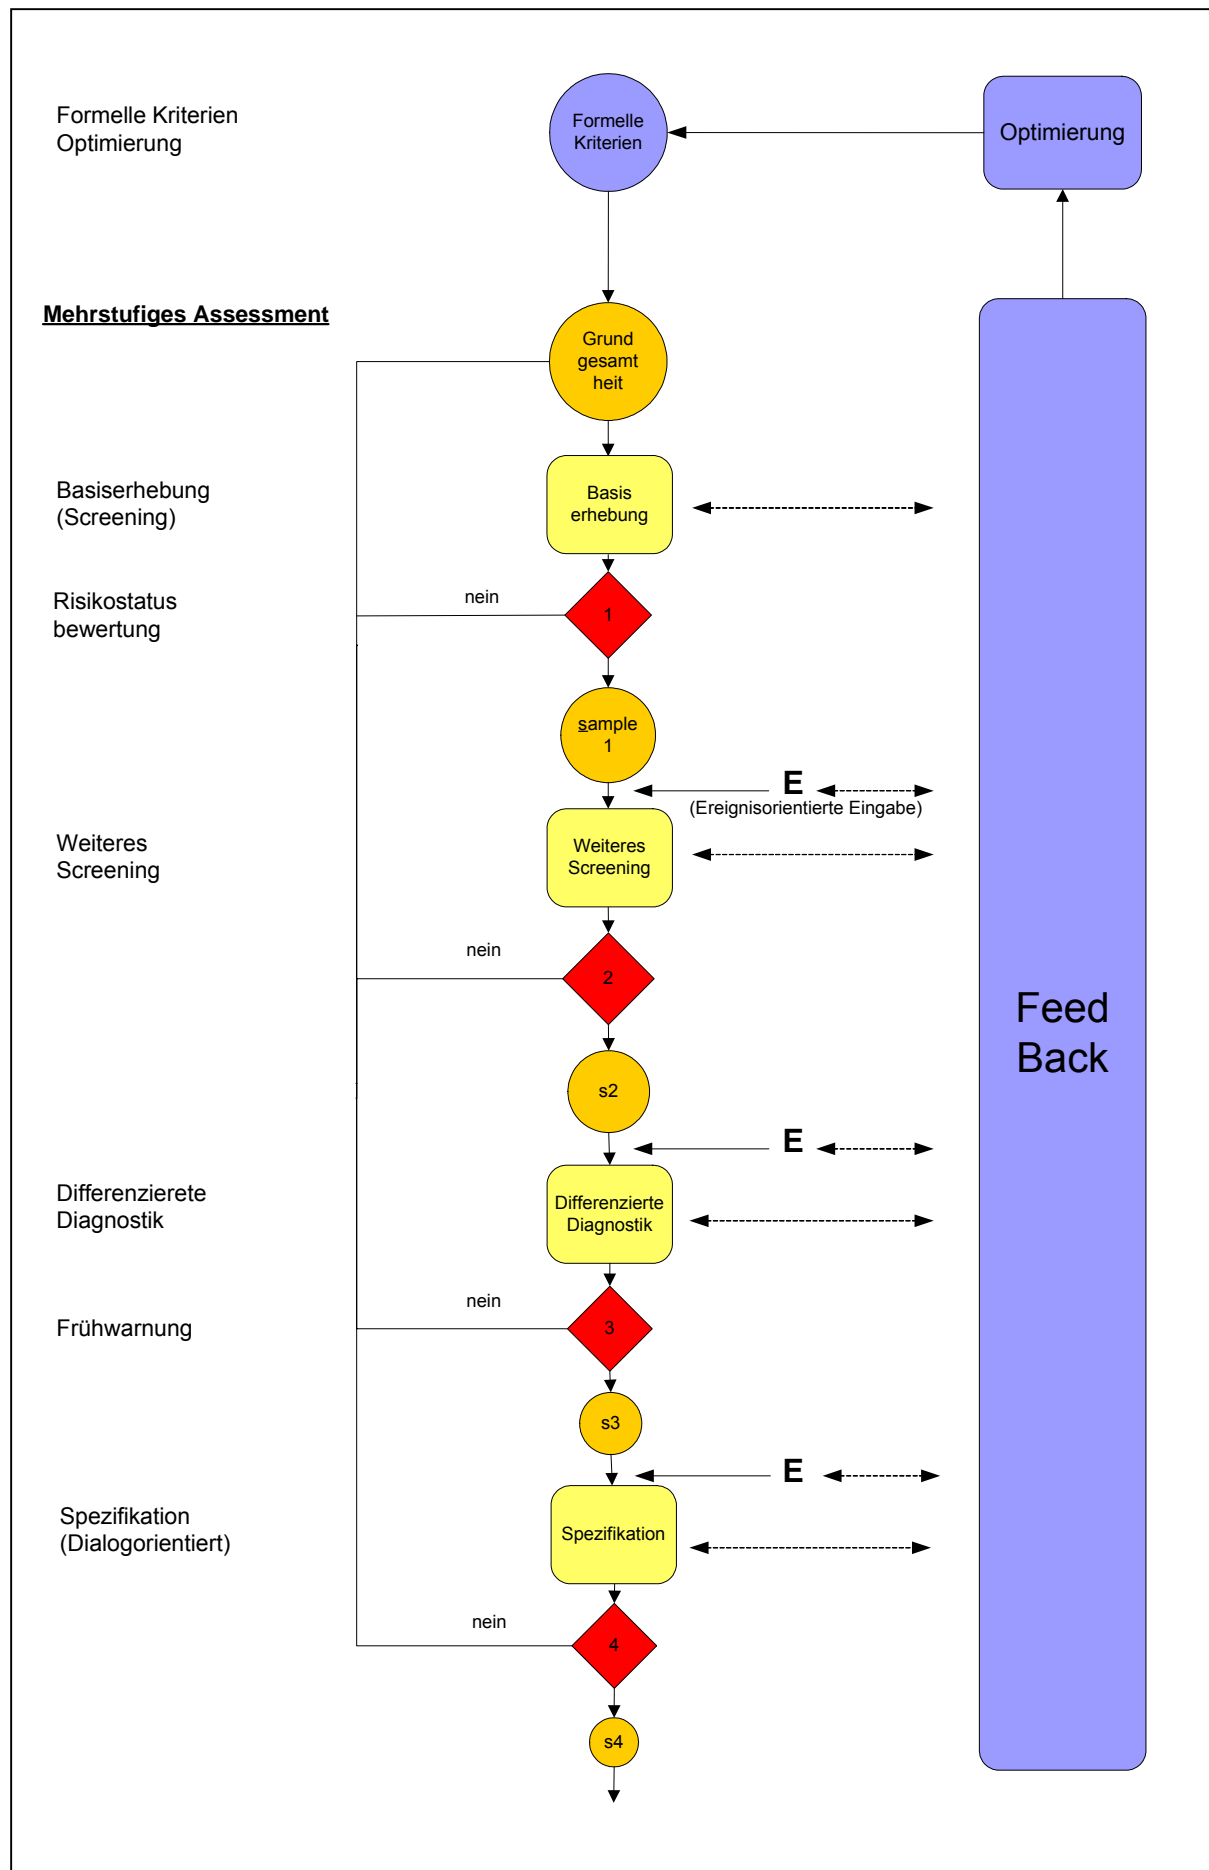 Formelle Kriterien
Optimierung
Formelle
Kriterien
Optimierung
Mehrstufiges Assessment
Grund
gesamt
heit
Basiserhebung
(Screening)
Basis
erhebung
Risikostatus
bewertung
nein
1
sample
1
E
(Ereignisorientierte Eingabe)
Weiteres
Screening
Weiteres
Screening
nein
2
Feed
Back
s2
E
Differenzierete
Diagnostik
Differenzierte
Diagnostik
nein
Frühwarnung
3
s3
E
Spezifikation
(Dialogorientiert)
Spezifikation
nein
4
s4